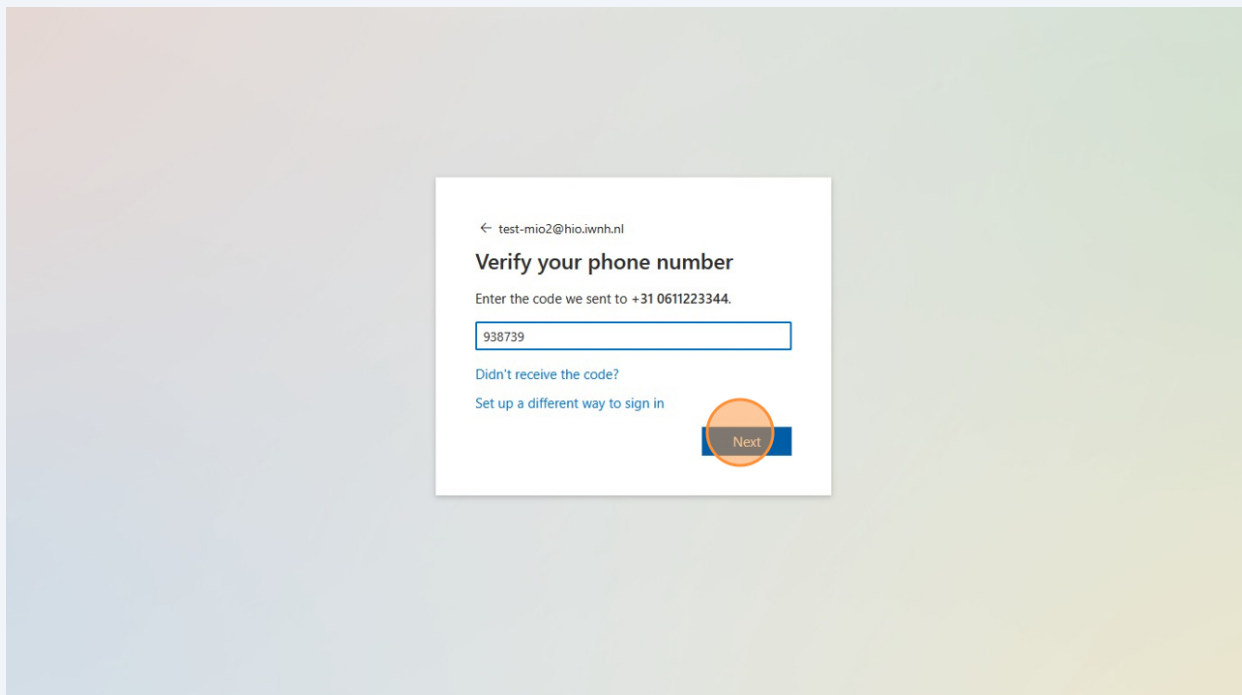 test-mio2@hio.iwnh.nl
Verify your phone number
Enter the code we sent to +31 0611223344.
938739
Didn't receive the code?
Set up a different way to sign in
Next